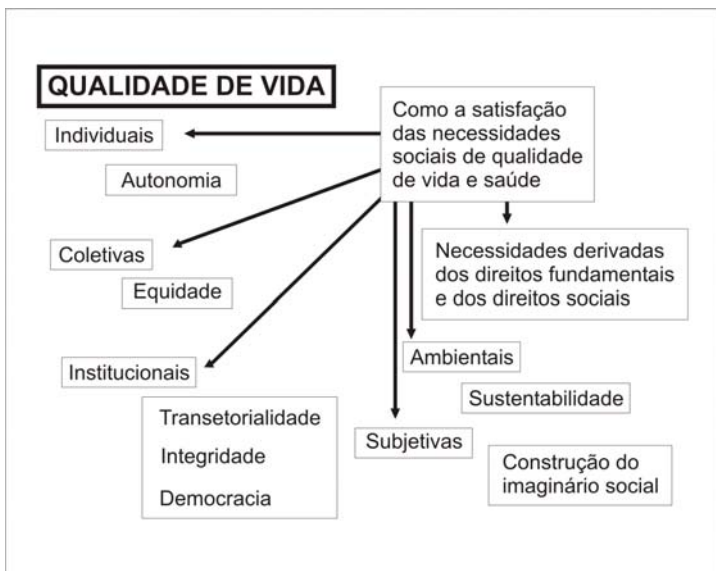 QUALIDADE DE VIDA
Como a satisfação
das necessidades
sociais de qualidade
de vida e saúde
Individuais
Autonomia
Coletivas
Equidade
Necessidades derivadas
dos direitos fundamentais
e dos direitos sociais
Institucionais
Transetorialidade
Integridade
Democracia
Ambientais
Sustentabilidade
Subjetivas
Construção do
imaginário social